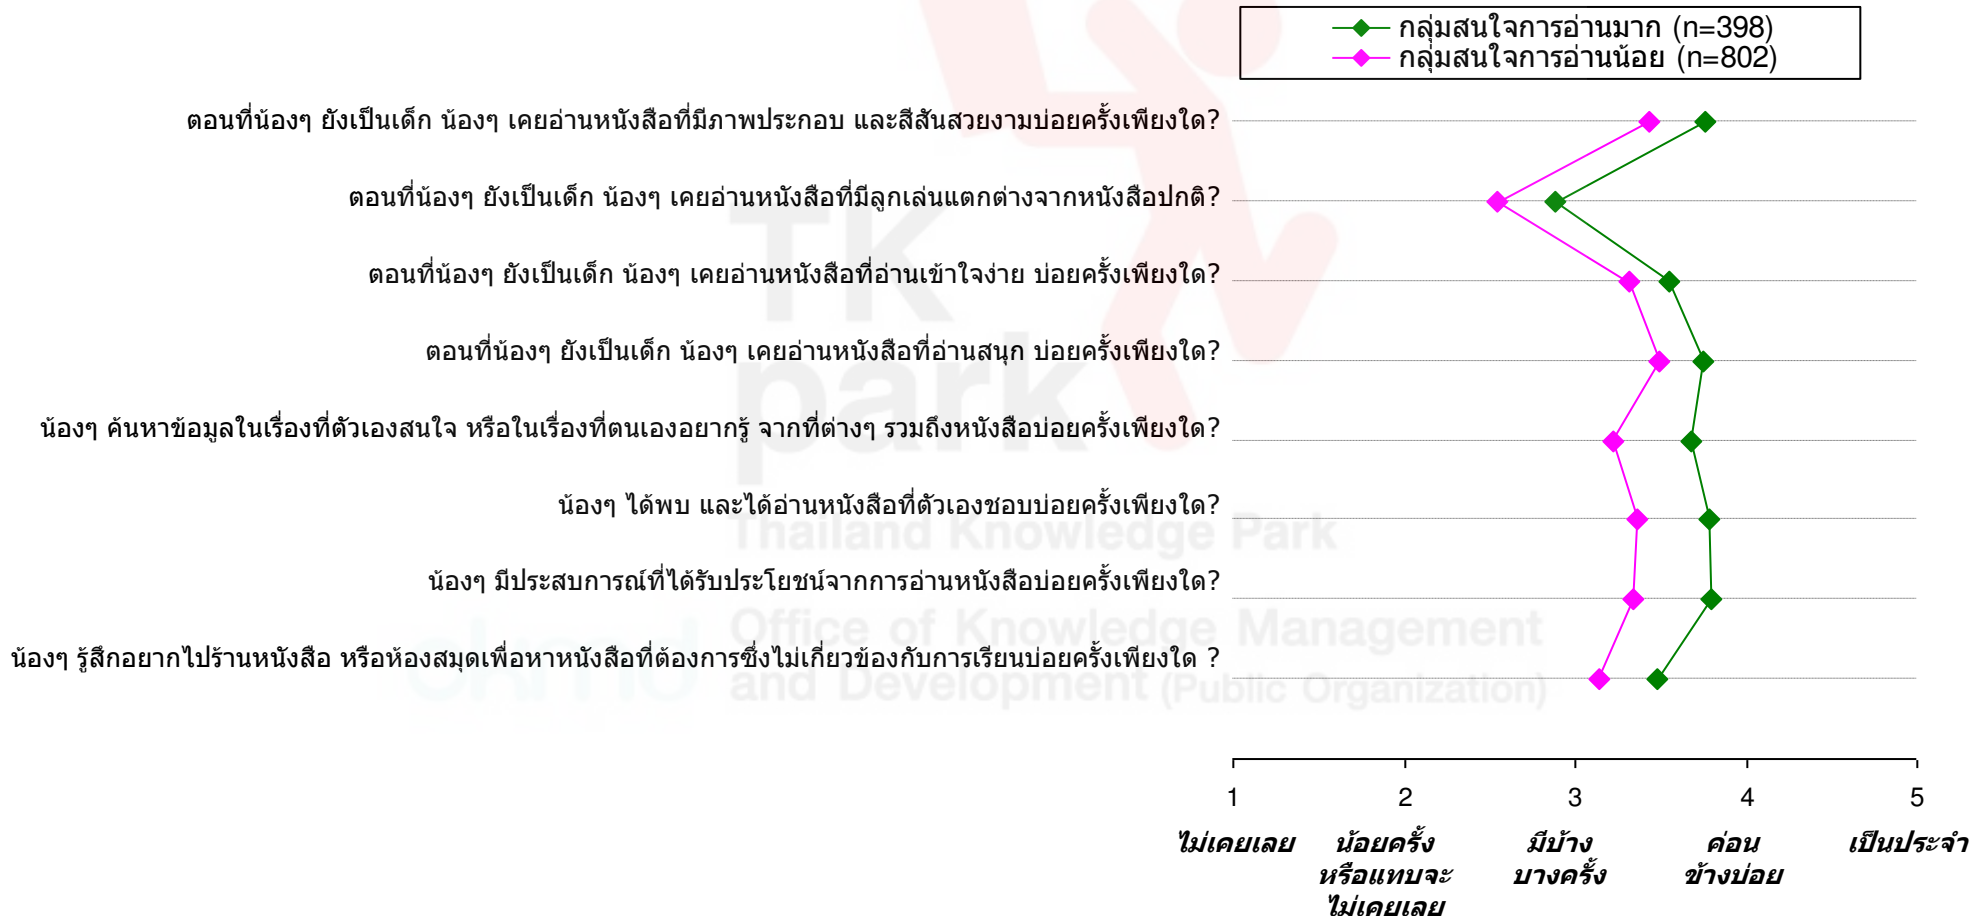 กลุ่มสนใจการอ่านมาก (n=398)
กลุ่มสนใจการอ่านน้อย (n=802)
ตอนที่น้องๆ ยังเป็นเด็ก น้องๆ เคยอ่านหนังสือที่มีภาพประกอบ และสีสันสวยงามบ่อยครั้งเพียงใด?
ตอนที่น้องๆ ยังเป็นเด็ก น้องๆ เคยอ่านหนังสือที่มีลูกเล่นแตกต่างจากหนังสือปกติ?
ตอนที่น้องๆ ยังเป็นเด็ก น้องๆ เคยอ่านหนังสือที่อ่านเข้าใจง่าย บ่อยครั้งเพียงใด?
ตอนที่น้องๆ ยังเป็นเด็ก น้องๆ เคยอ่านหนังสือที่อ่านสนุก บ่อยครั้งเพียงใด?
น้องๆ ค้นหาข้อมูลในเรื่องที่ตัวเองสนใจ หรือในเรื่องที่ตนเองอยากรู้ จากที่ต่างๆ รวมถึงหนังสือบ่อยครั้งเพียงใด?
น้องๆ ได้พบ และได้อ่านหนังสือที่ตัวเองชอบบ่อยครั้งเพียงใด?
น้องๆ มีประสบการณ์ที่ได้รับประโยชน์จากการอ่านหนังสือบ่อยครั้งเพียงใด?
น้องๆ รู้สึกอยากไปร้านหนังสือ หรือห้องสมุดเพื่อหาหนังสือที่ต้องการซึ่งไม่เกี่ยวข้องกับการเรียนบ่อยครั้งเพียงใด ?
TK
park
Thailand Knowledge Park
okmd
Office of Knowledge Management
and Development (Public Organization)
1 2 3 4 5
ไม่เคยเลย น้อยครั้ง มีบ้าง ค่อน เป็นประจำ
หรือแทบจะ บางครั้ง ข้างบ่อย
ไม่เคยเลย